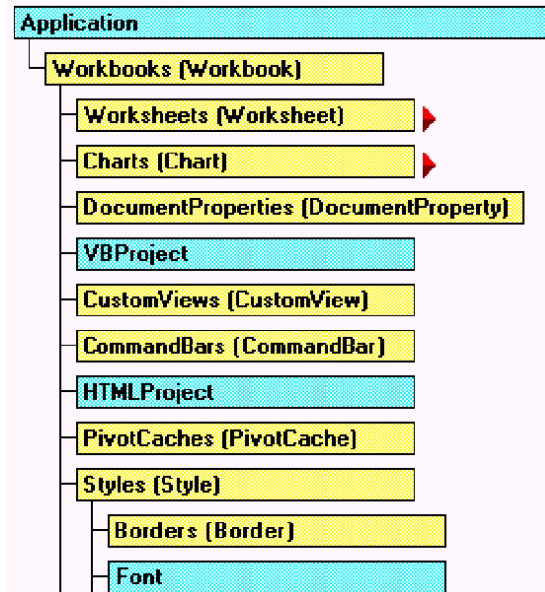 Application
Workbooks (Workbook)
Worksheets (Worksheet)
Charts (Chart)
DocumentProperties (DocumentProperty)
VBProject
CustomViews (CustomView)
CommandBars (CommandBar)
HTMLProject
PivotCaches (PivotCache)
Styles (Style)
Borders (Border)
Font